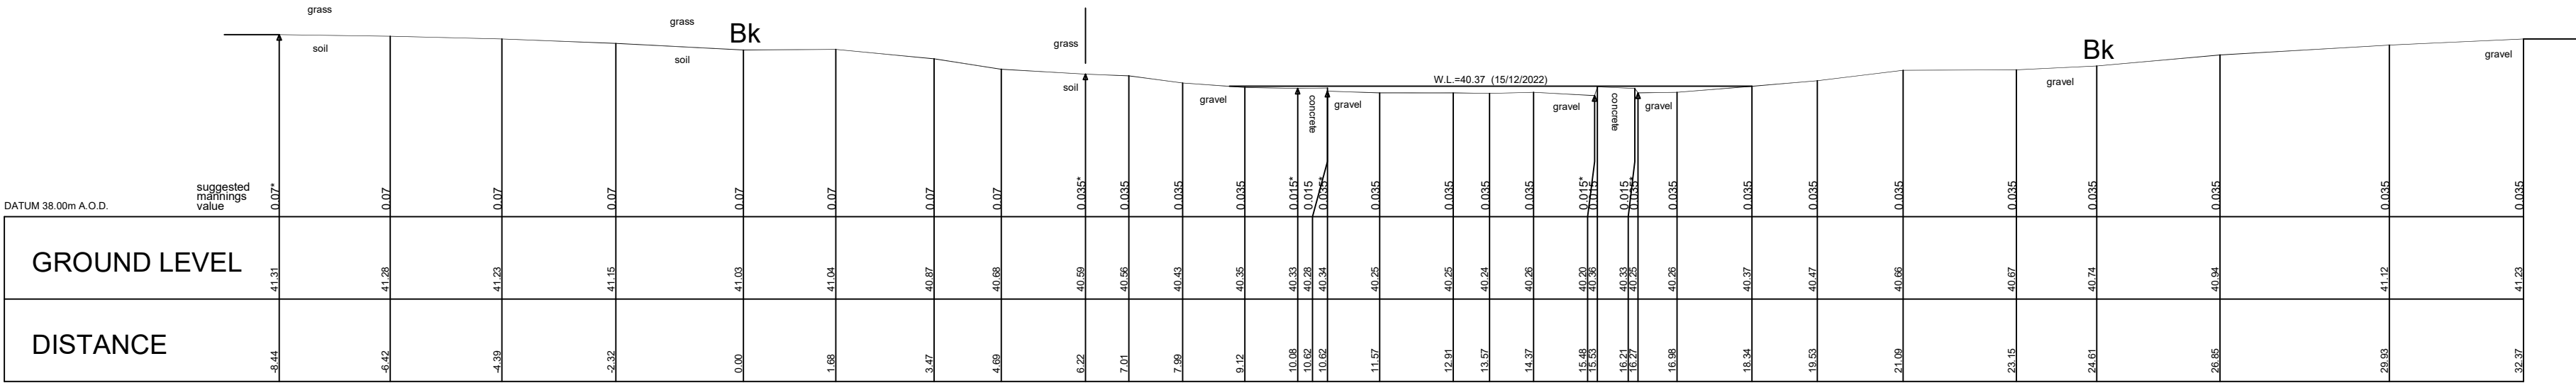 grass
grass
Bk
grass
Bk
soil
soil
soil
gravel
concrete
gravel
W.L.=40.37 (15/12/2022)
gravel
concrete
gravel
gravel
gravel
suggested
mannings
value
0.07* 0.07 0.07 0.07 0.07 0.07 0.07 0.07 0.035* 0.035 0.035 0.035 0.015* 0.015 0.035* 0.035 0.035 0.035 0.035 0.015* 0.015 0.015 0.035* 0.035 0.035 0.035 0.035 0.035 0.035 0.035 0.035 0.035
DATUM 38.00m A.O.D.
GROUND LEVEL 41.31 41.28 41.23 41.15 41.03 41.04 40.87 40.68 40.59 40.56 40.43 40.35 40.33 40.28 40.34 40.25 40.25 40.24 40.26 40.20 40.36 40.33 40.25 40.26 40.37 40.47 40.66 40.67 40.74 40.94 41.12 41.23
DISTANCE -8.44 -6.42 -4.39 -2.32 0.00 1.68 3.47 4.69 6.22 7.01 7.99 9.12 10.08 10.62 10.62 11.57 12.91 13.57 14.37 15.48 15.53 16.21 16.27 16.98 18.34 19.53 21.09 23.15 24.61 26.85 29.93 32.37